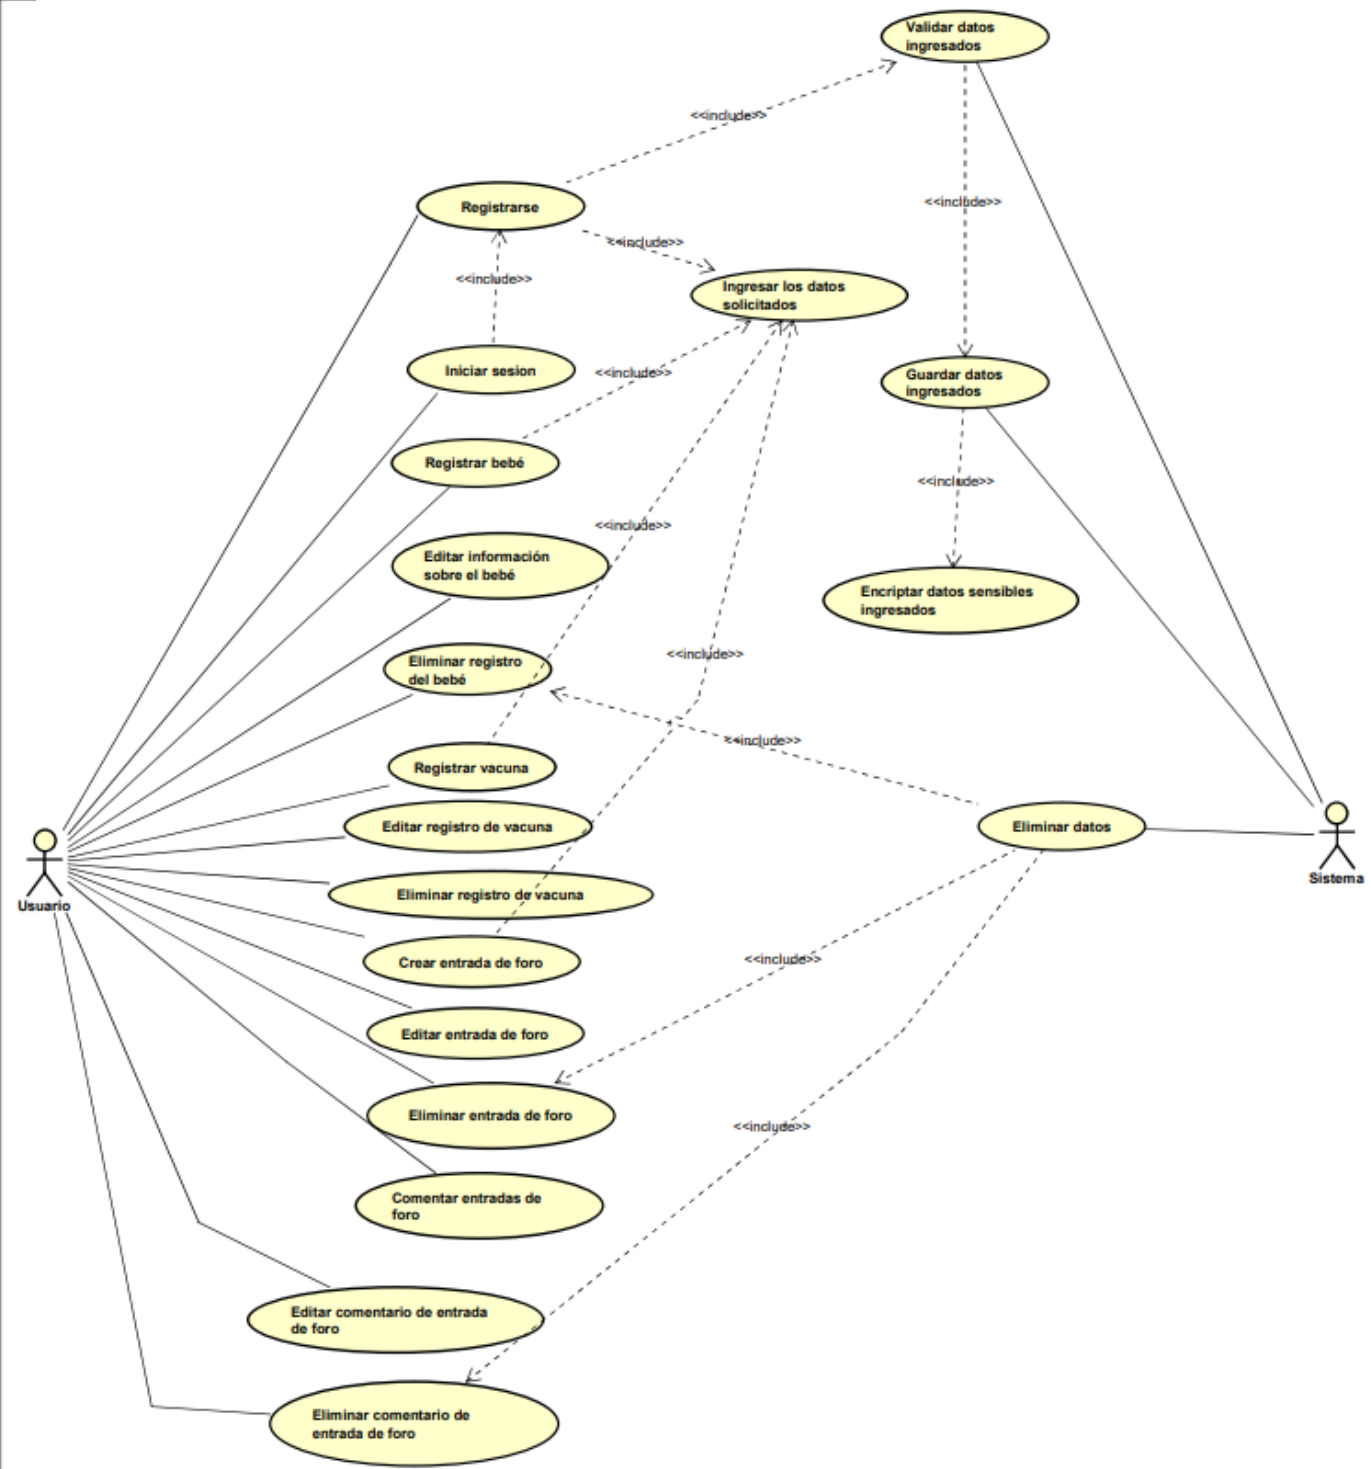 Validar datos
ingresados
<<include>>
Registrarse
<<include>>
<<include>>
<<include>>
Ingresar los datos
solicitados
Iniciar sesion
<<include>>
Guardar datos
ingresados
Registrar bebé
<<include>>
<<include>>
Editar información
sobre el bebé
Encriptar datos sensibles
ingresados
<<include>>
Eliminar registro
del bebé
<<include>>
Registrar vacuna
Editar registro de vacuna
Eliminar datos
Sistema
Eliminar registro de vacuna
Usuario
Crear entrada de foro
<<include>>
Editar entrada de foro
Eliminar entrada de foro
<<include>>
Comentar entradas de
foro
Editar comentario de entrada
de foro
Eliminar comentario de
entrada de foro